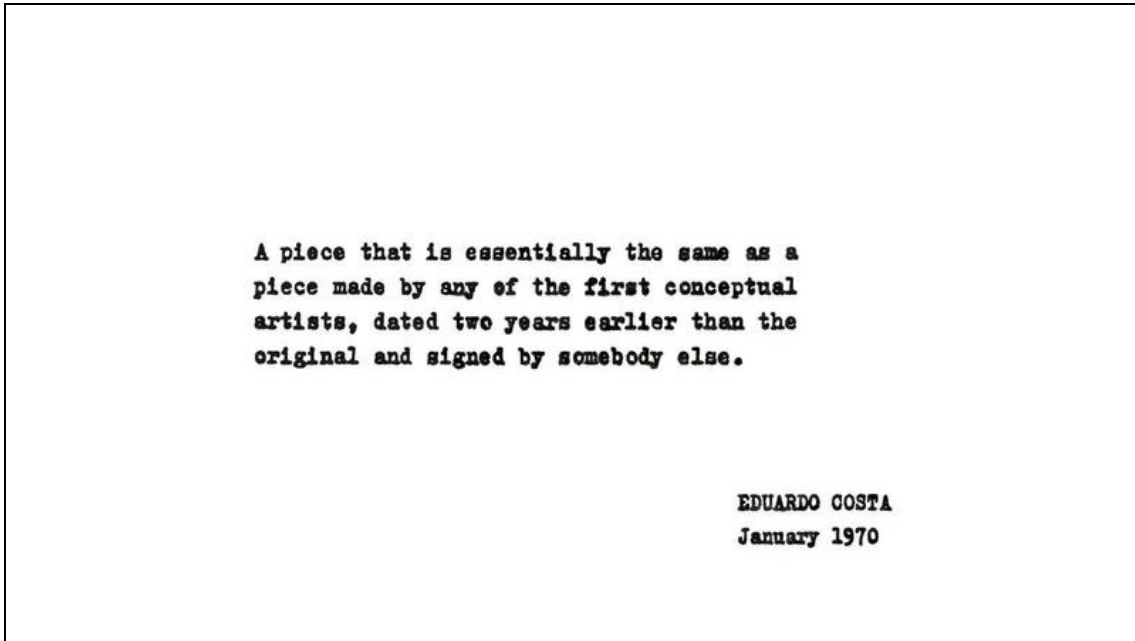 A piece that is essentially the same as a
piece made by any of the first conceptual
artists, dated two years earlier than the
original and signed by somebody else.
EDUARDO COSTA
January 1970